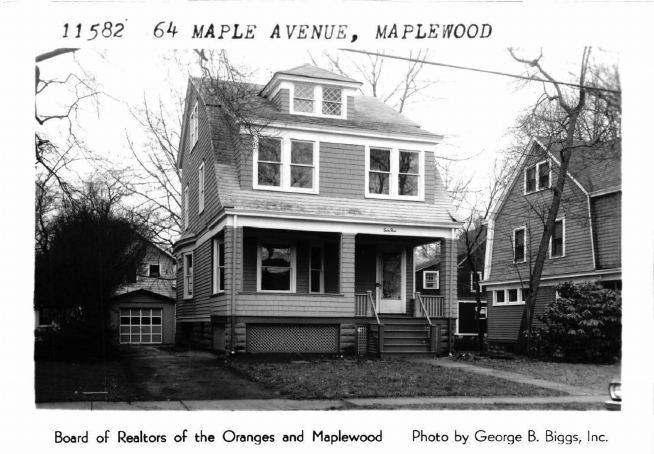 11582 64 MAPLE AVENUE, MAPLEWOOD
Board of Realtors of the Oranges and Maplewood Photo by George B. Biggs, Inc.